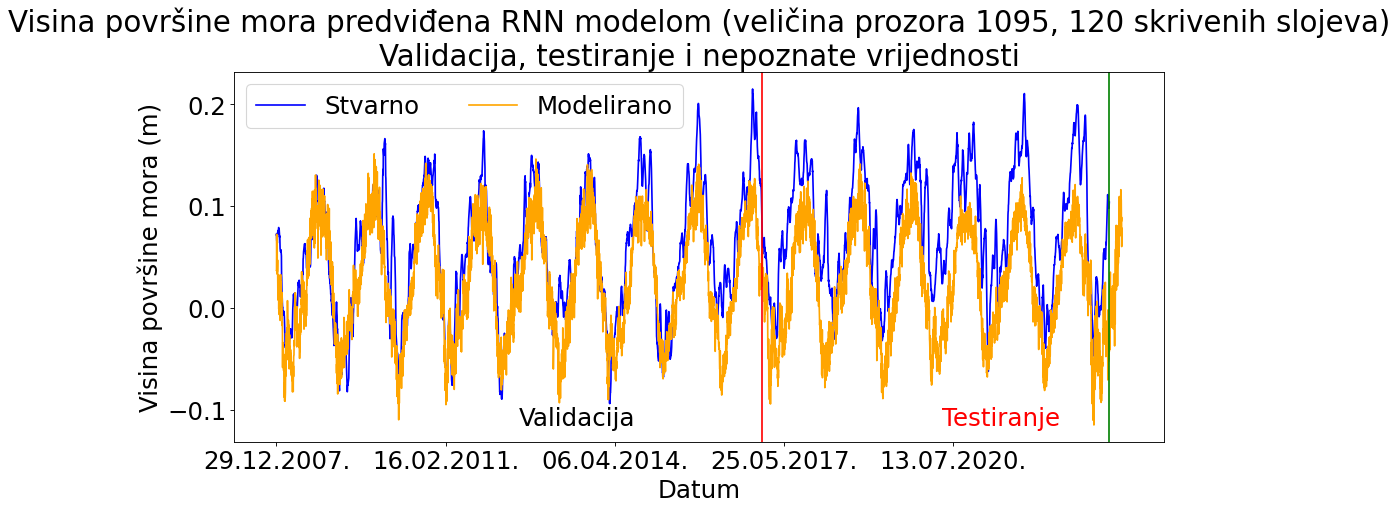 Visina površine mora predviđena RNN modelom (veličina prozora 1095, 120 skrivenih slojeva)
Validacija, testiranje i nepoznate vrijednosti
Stvarno Modelirano
Visina površine mora (m)
0.2
0.1
0.0
−0.1
Validacija Testiranje
29.12.2007. 16.02.2011. 06.04.2014. 25.05.2017. 13.07.2020.
Datum